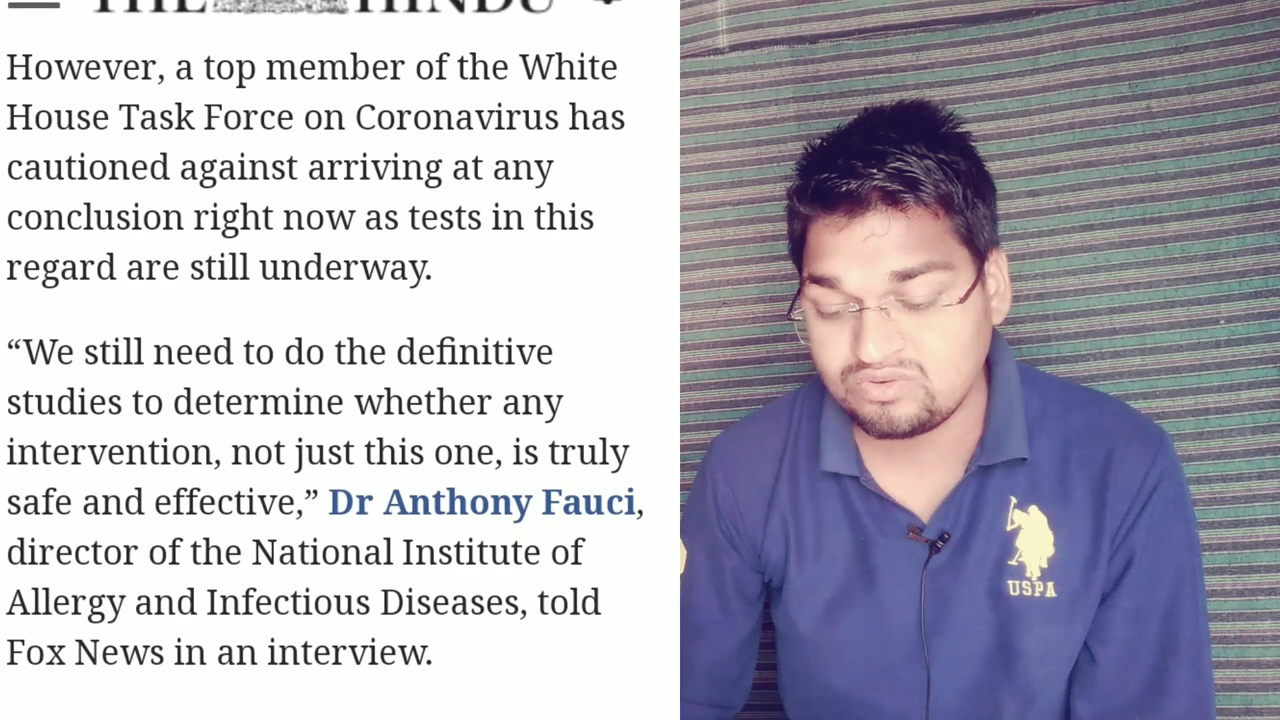 THE HINDU
However, a top member of the White
House Task Force on Coronavirus has
cautioned against arriving at any
conclusion right now as tests in this
regard are still underway.
“We still need to do the definitive
studies to determine whether any
intervention, not just this one, is truly
safe and effective,” Dr Anthony Fauci,
director of the National Institute of
Allergy and Infectious Diseases, told
Fox News in an interview.
USPA